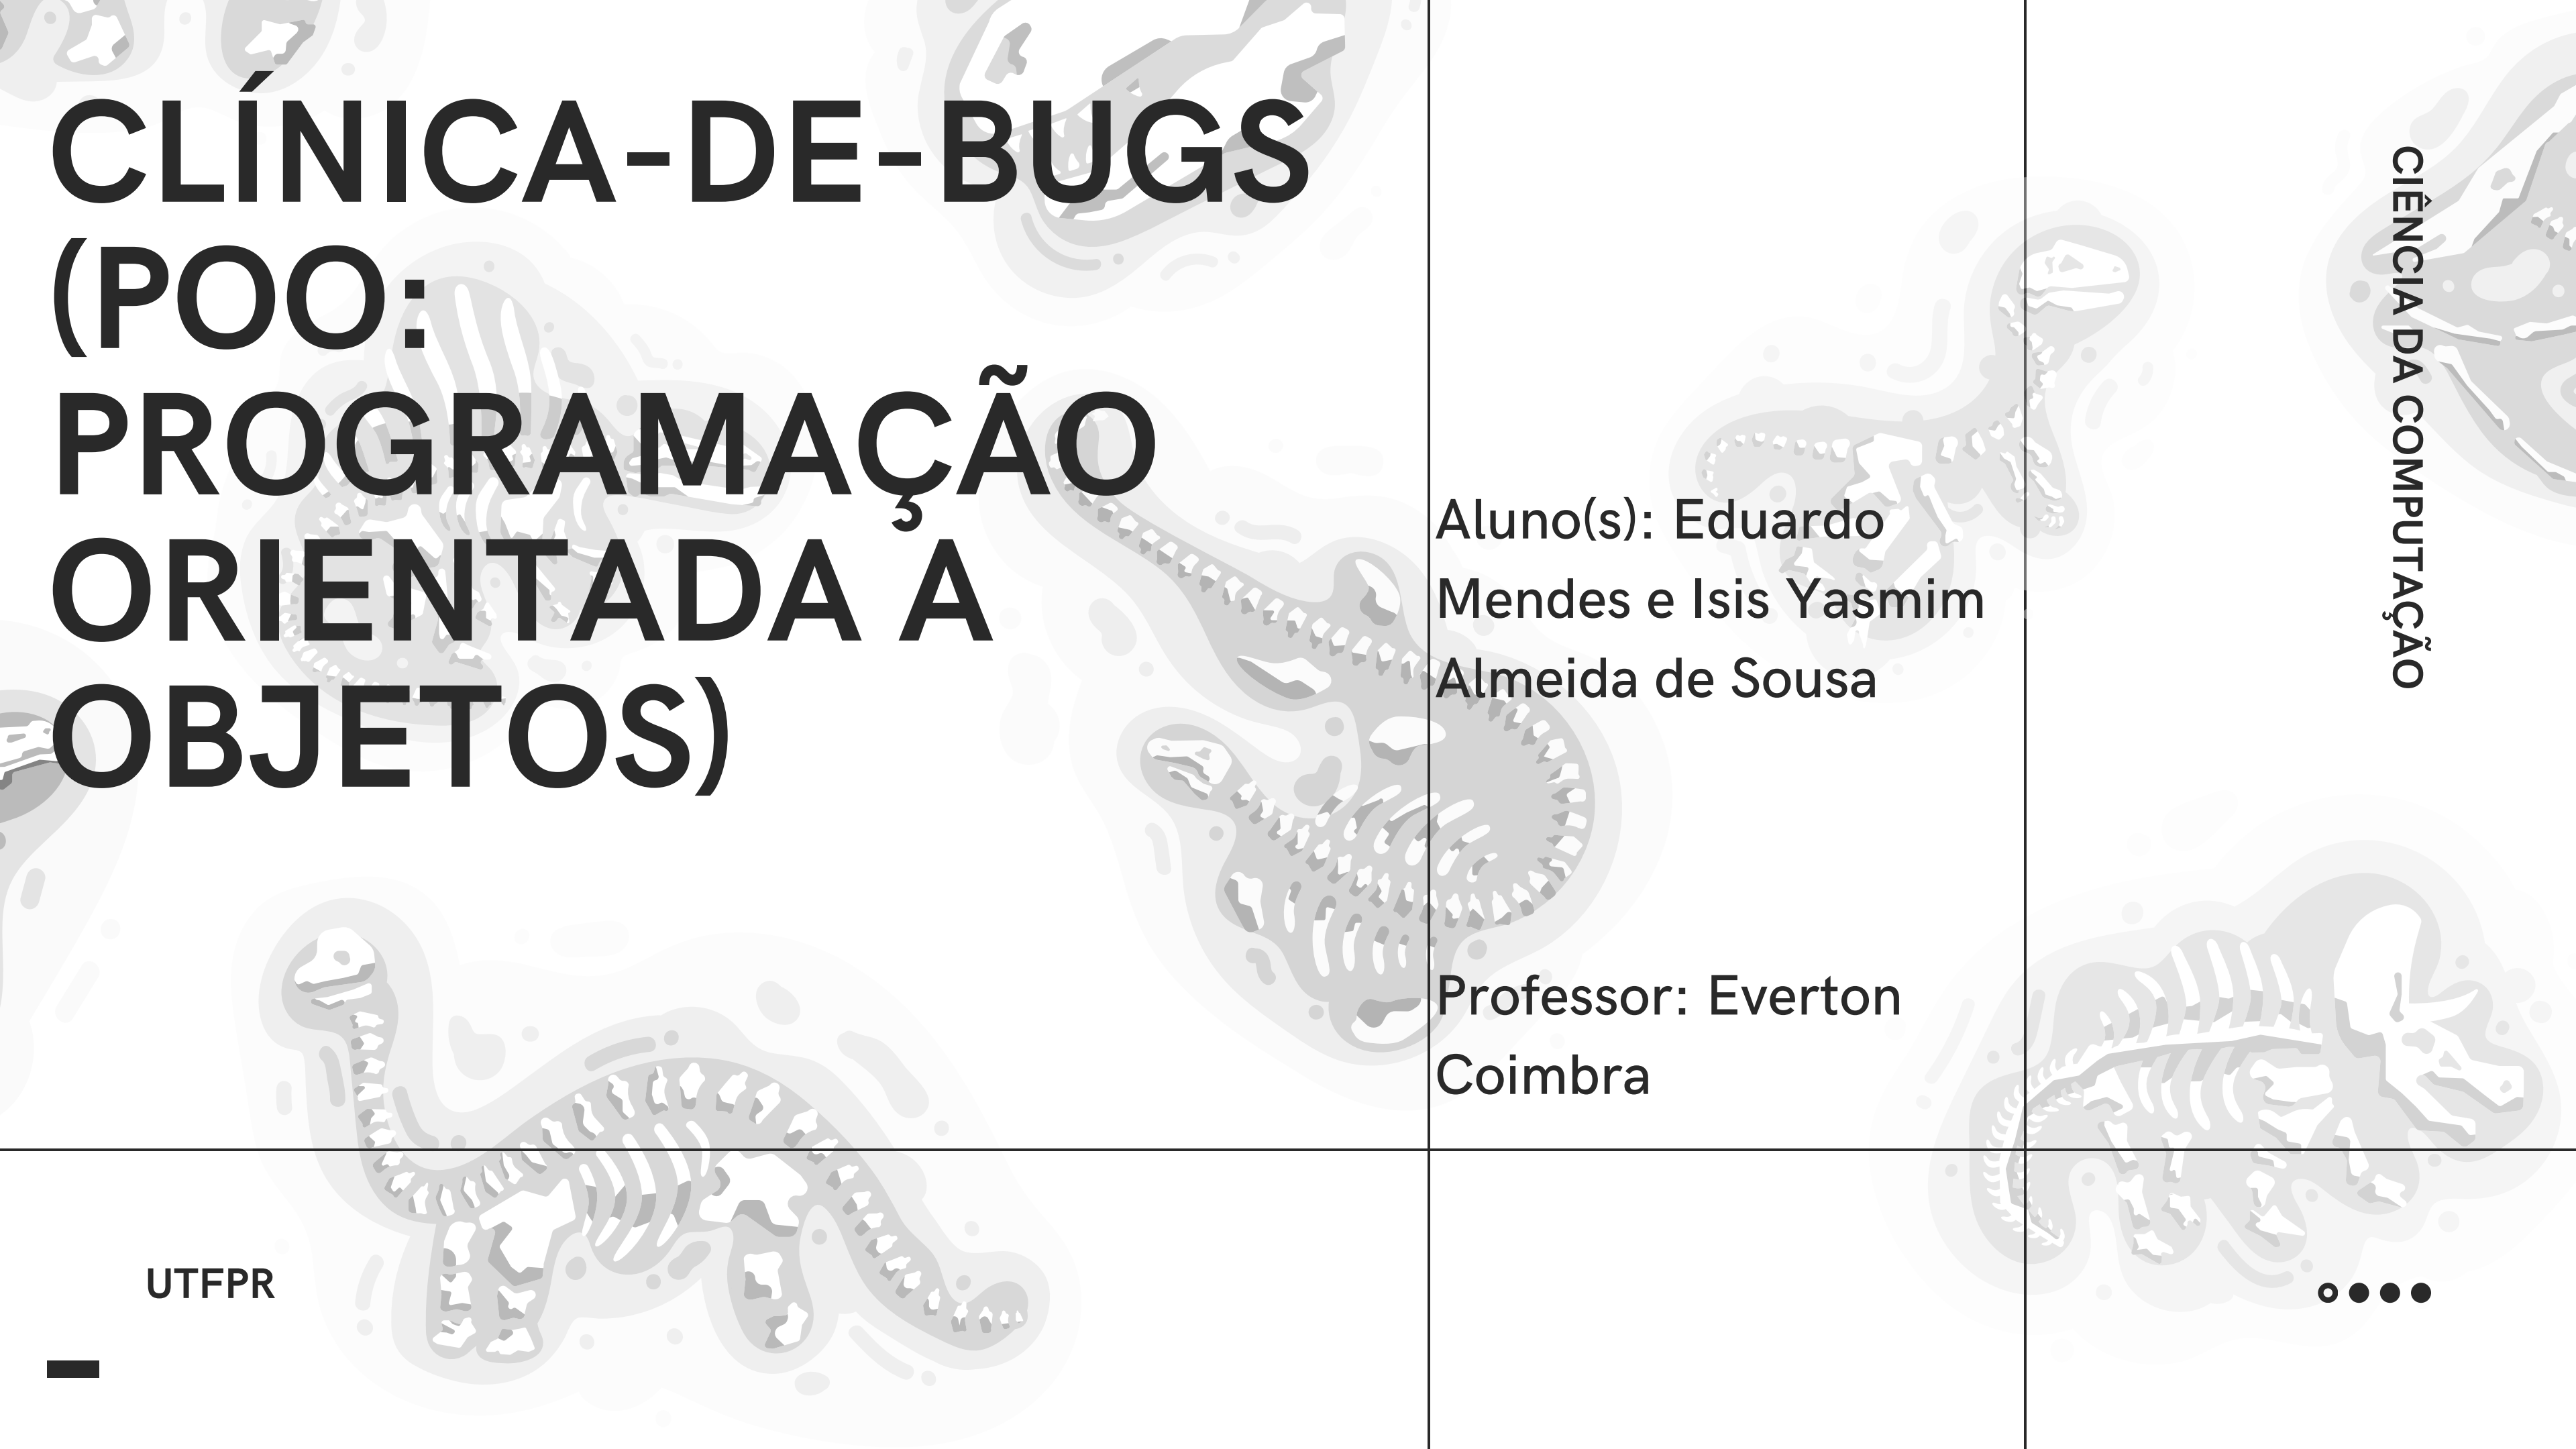 CLÍNICA-DE-BUGS
(POO:
PROGRAMAÇÃO
ORIENTADA A
OBJETOS)
Aluno(s): Eduardo
Mendes e Isis Yasmim
Almeida de Sousa
Professor: Everton
Coimbra
CIÊNCIA DA COMPUTAÇÃO
UTFPR